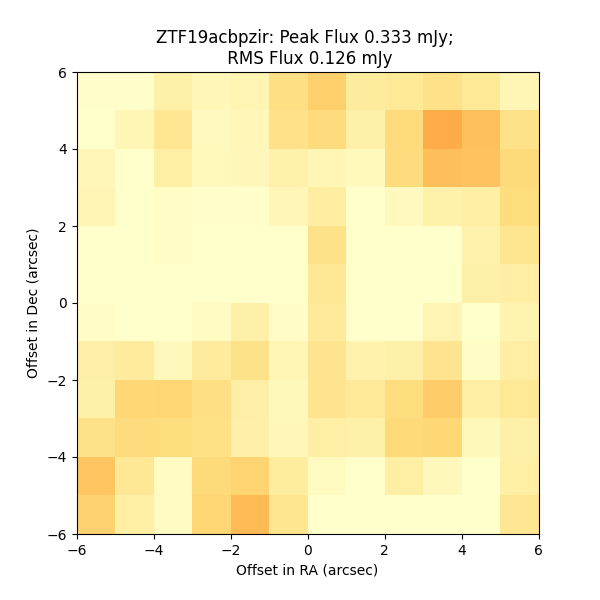 ZTF19acbpzir: Peak Flux 0.333 mJy;
RMS Flux 0.126 mJy
6
4
2
0
−2
−4
−6
Offset in Dec (arcsec)
−6 −4 −2 0 2 4 6
Offset in RA (arcsec)